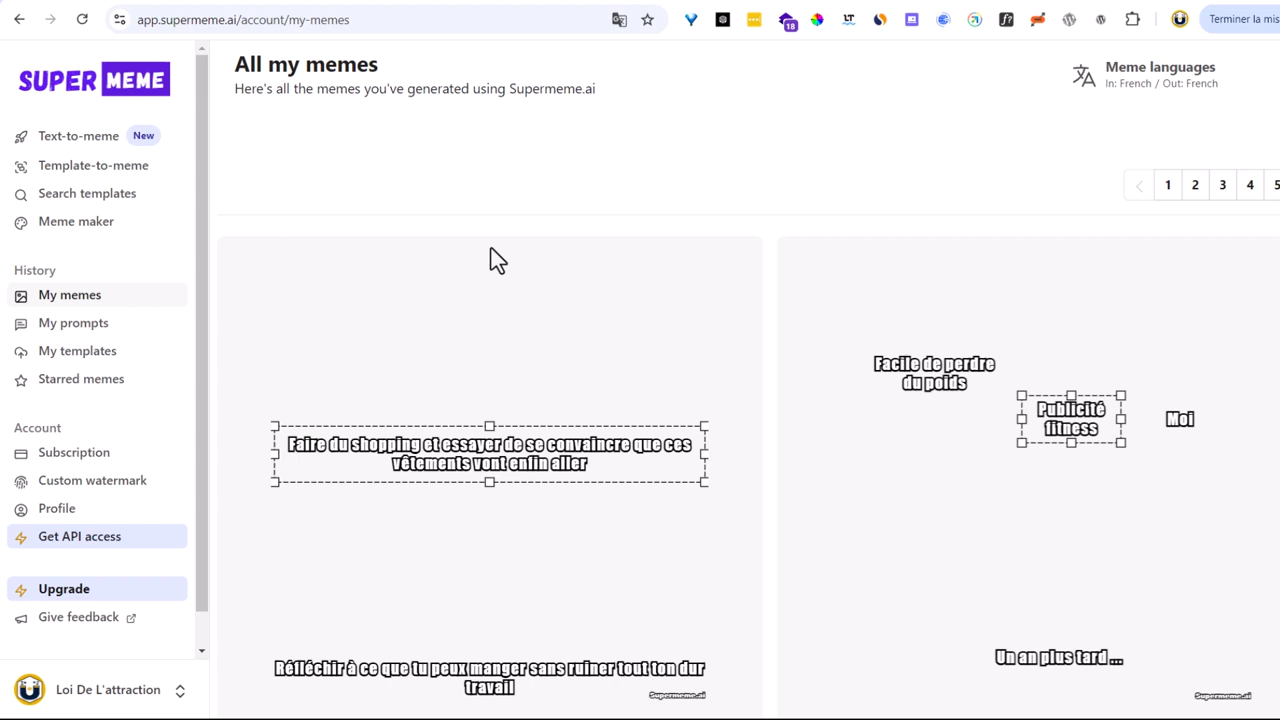 app.supermeme.ai/account/my-memes
18
LT
f?
Terminer la mis
SUPER MEME
All my memes
Here's all the memes you've generated using Supermeme.ai
Meme languages
In: French / Out: French
Text-to-meme New
Template-to-meme
Search templates
Meme maker
1 2 3 4 5
History
My memes
My prompts
My templates
Starred memes
Account
Subscription
Custom watermark
Profile
Get API access
Upgrade
Give feedback
Loi De L'attraction
Faire du shopping et essayer de se convaincre que ces
vêtements vont enfin aller
Réfléchir à ce que tu peux manger sans ruiner tout ton dur
travail
Supermeme.ai
Facile de perdre
du poids
Publicité
fitness
Moi
Un an plus tard ...
Supermeme.ai